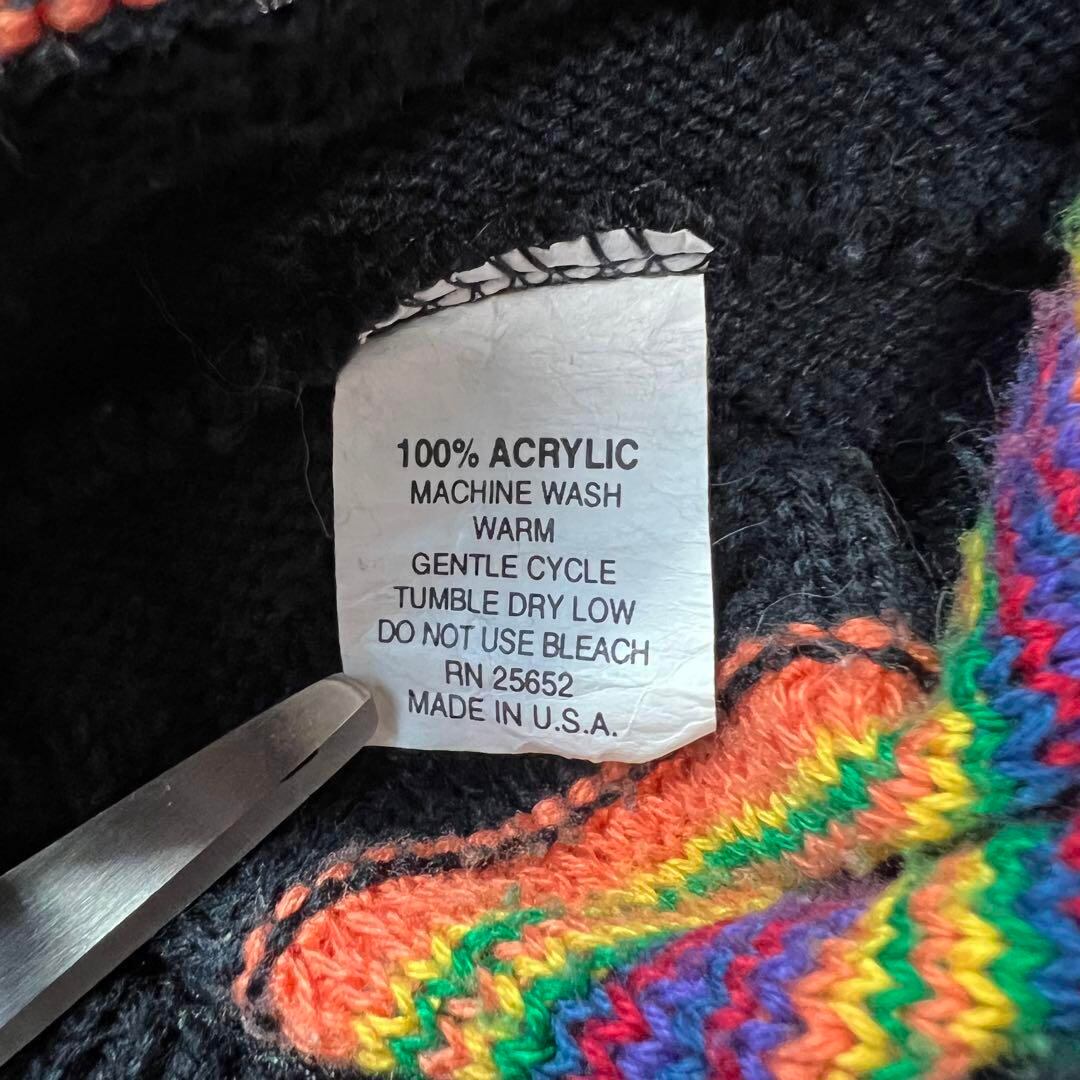 100% ACRYLIC
MACHINE WASH
WARM
GENTLE CYCLE
TUMBLE DRY LOW
DO NOT USE BLEACH
RN 25652
MADE IN U.S.A.